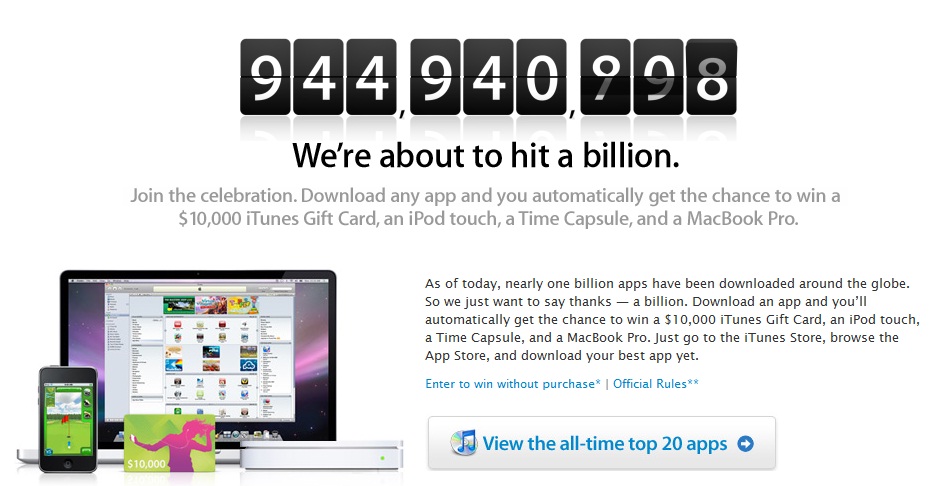 944,940,
We're about to hit a billion.
Join the celebration. Download any app and you automatically get the chance to win a
$10,000 iTunes Gift Card, an iPod touch, a Time Capsule, and a MacBook Pro.
As of today, nearly one billion apps have been downloaded around the globe.
So we just want to say thanks — a billion. Download an app and you'll
automatically get the chance to win a $10,000 iTunes Gift Card, an iPod touch,
a Time Capsule, and a MacBook Pro. Just go to the iTunes Store, browse the
App Store, and download your best app yet.
Enter to win without purchase* | Official Rules**
$10,000
View the all-time top 20 apps